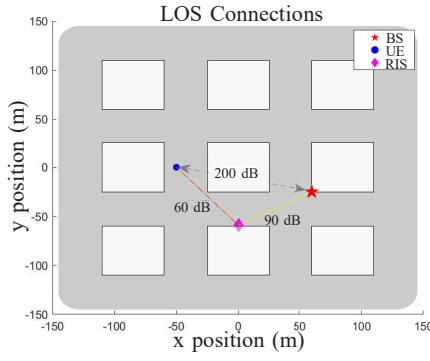 LOS Connections
BS
UE
RIS
150
100
50
0
-50
-100
-150
y position (m)
200 dB
60 dB
90 dB
-150
-100
-50
0
50
100
150
x position (m)